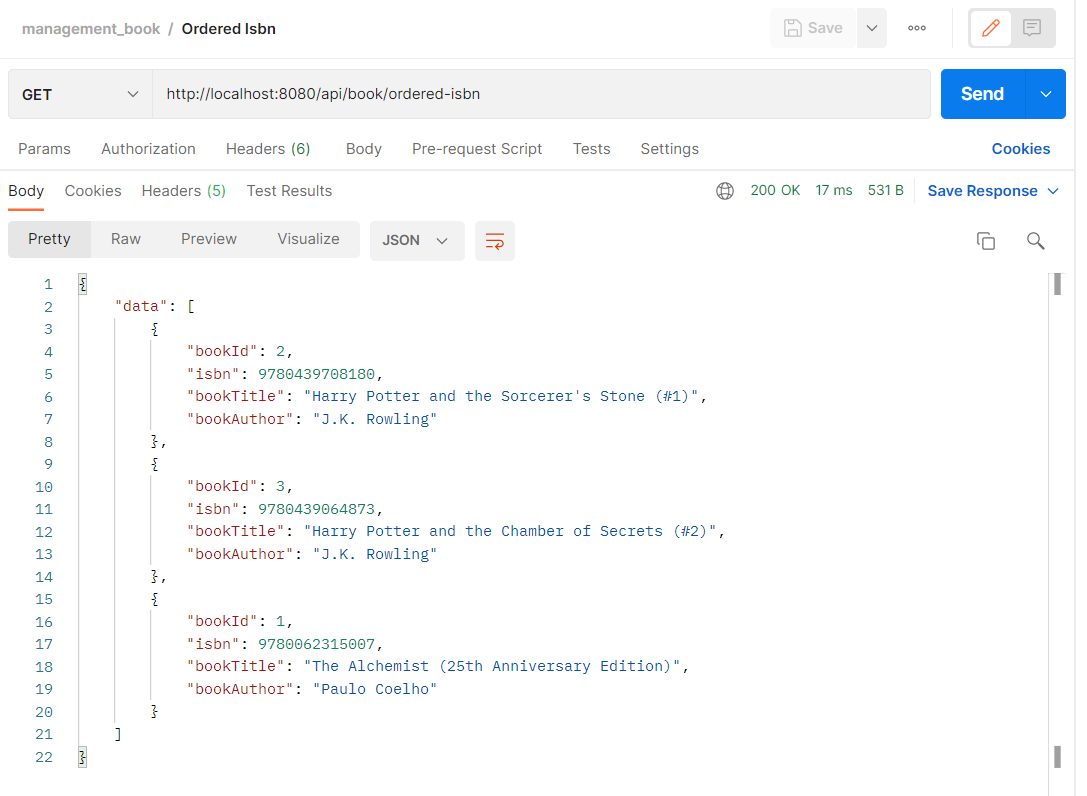 management_book / Ordered Isbn
Save
GET http://localhost:8080/api/book/ordered-isbn Send
Params Authorization Headers (6) Body Pre-request Script Tests Settings Cookies
Body Cookies Headers (5) Test Results 200 OK 17 ms 531 B Save Response
Pretty Raw Preview Visualize JSON
1 {
2 "data": [
3 {
4 "bookId": 2,
5 "isbn": 9780439708180,
6 "bookTitle": "Harry Potter and the Sorcerer's Stone (#1)",
7 "bookAuthor": "J.K. Rowling"
8 },
9 {
10 "bookId": 3,
11 "isbn": 9780439064873,
12 "bookTitle": "Harry Potter and the Chamber of Secrets (#2)",
13 "bookAuthor": "J.K. Rowling"
14 },
15 {
16 "bookId": 1,
17 "isbn": 9780062315007,
18 "bookTitle": "The Alchemist (25th Anniversary Edition)",
19 "bookAuthor": "Paulo Coelho"
20 }
21 ]
22 }